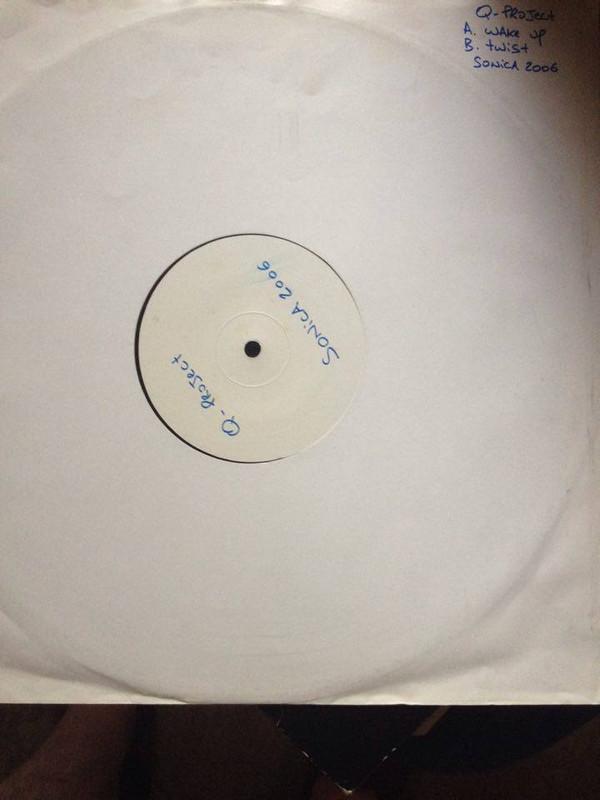 Q-PROJECT
A. WAKE UP
B. twist
SONICA 2006
SONICA 2006
Q-PROJECT